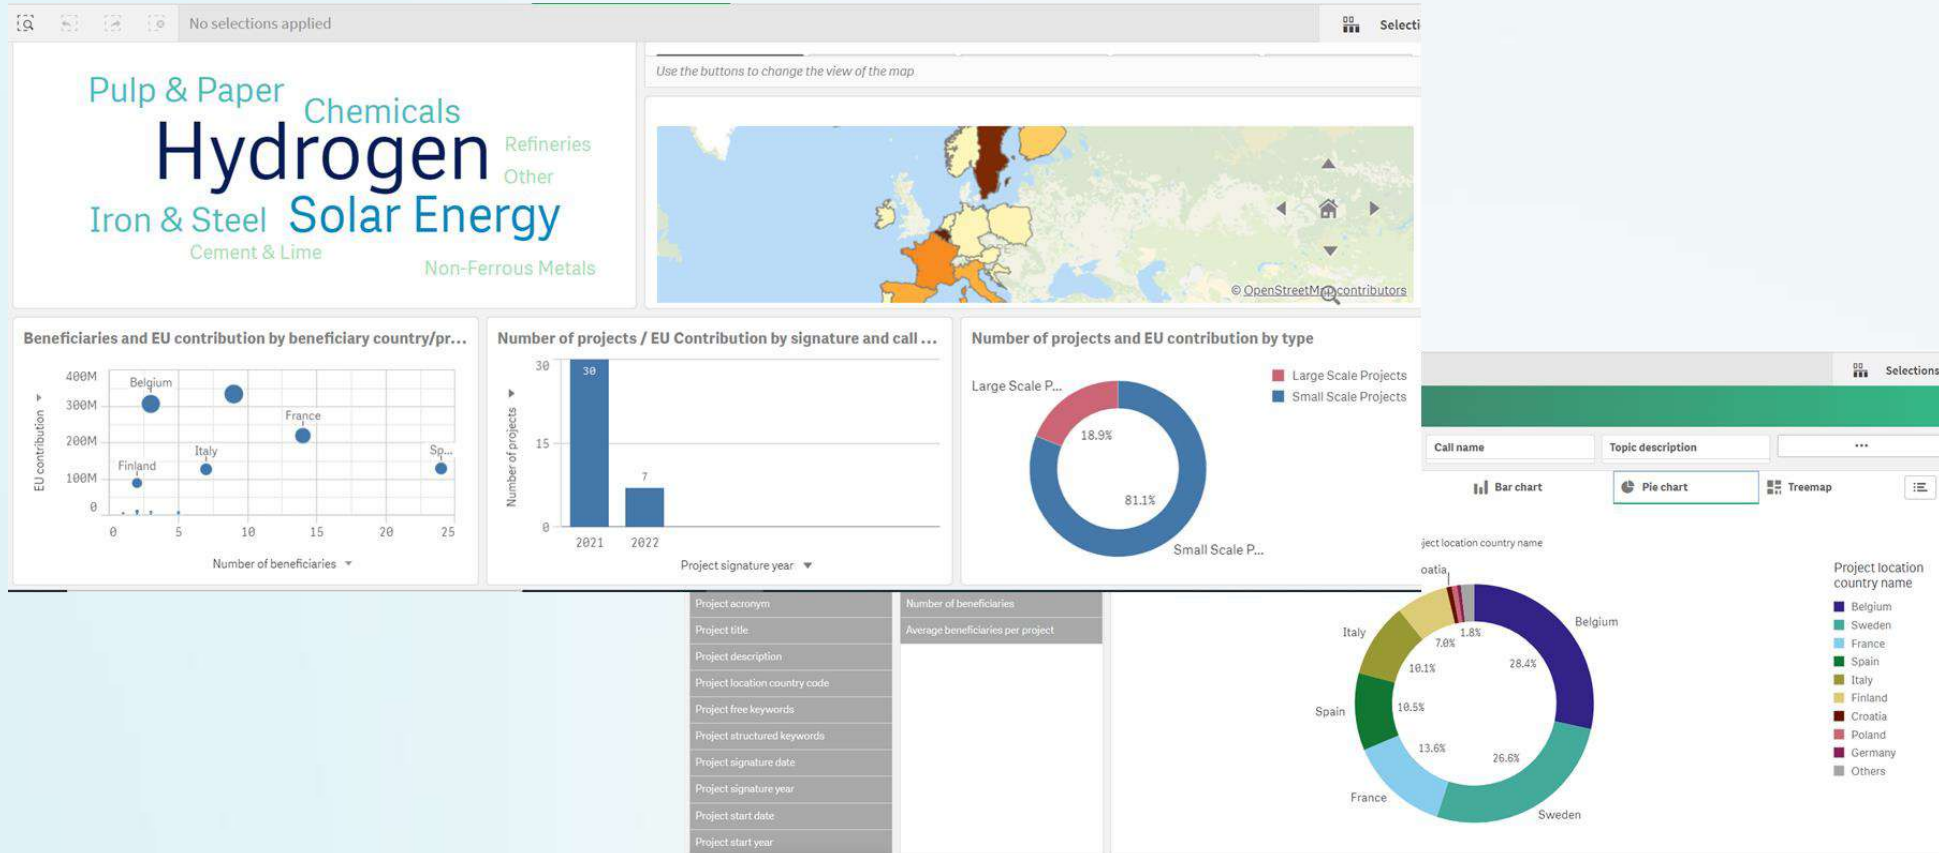 No selections applied
Selecti
Pulp & Paper
Chemicals
Hydrogen
Refineries
Other
Iron & Steel
Solar Energy
Cement & Lime
Non-Ferrous Metals
Use the buttons to change the view of the map
© OpenStreetMap contributors
Beneficiaries and EU contribution by beneficiary country/pr...
EU contribution
400M
300M
200M
100M
0
Belgium
France
Italy
Sp...
Finland
0 5 10 15 20 25
Number of beneficiaries
Number of projects / EU Contribution by signature and call ...
Number of projects
30
15
0
30
7
2021 2022
Project signature year
Number of projects and EU contribution by type
Large Scale P...
18.9%
81.1%
Small Scale P...
Large Scale Projects
Small Scale Projects
Selections
Call name
Topic description
...
Bar chart
Pie chart
Treemap
ject location country name
oatia
Italy
Spain
France
Sweden
Belgium
1.8%
7.0%
10.1%
10.5%
13.6%
26.6%
28.4%
Project location
country name
Belgium
Sweden
France
Spain
Italy
Finland
Croatia
Poland
Germany
Others
Project acronym
Project title
Project description
Project location country code
Project free keywords
Project structured keywords
Project signature date
Project signature year
Project start date
Project start year
Number of beneficiaries
Average beneficiaries per project